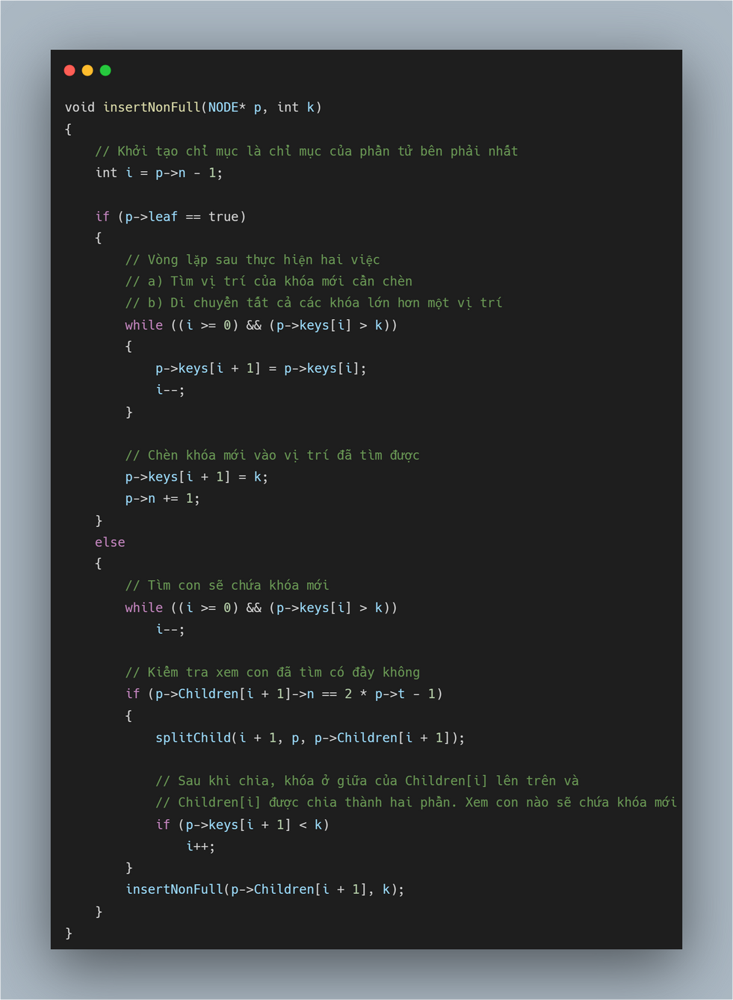 void insertNonFull(NODE* p, int k)
{
    // Khởi tạo chỉ mục là chỉ mục của phần tử bên phải nhất
    int i = p->n - 1;

    if (p->leaf == true)
    {
        // Vòng lặp sau thực hiện hai việc
        // a) Tìm vị trí của khóa mới cần chèn
        // b) Di chuyển tất cả các khóa lớn hơn một vị trí
        while ((i >= 0) && (p->keys[i] > k))
        {
            p->keys[i + 1] = p->keys[i];
            i--;
        }

        // Chèn khóa mới vào vị trí đã tìm được
        p->keys[i + 1] = k;
        p->n += 1;
    }
    else
    {
        // Tìm con sẽ chứa khóa mới
        while ((i >= 0) && (p->keys[i] > k))
            i--;

        // Kiểm tra xem con đã tìm có đầy không
        if (p->Children[i + 1]->n == 2 * p->t - 1)
        {
            splitChild(i + 1, p, p->Children[i + 1]);

            // Sau khi chia, khóa ở giữa của Children[i] lên trên và
            // Children[i] được chia thành hai phần. Xem con nào sẽ chứa khóa mới
            if (p->keys[i + 1] < k)
                i++;
        }
        insertNonFull(p->Children[i + 1], k);
    }
}